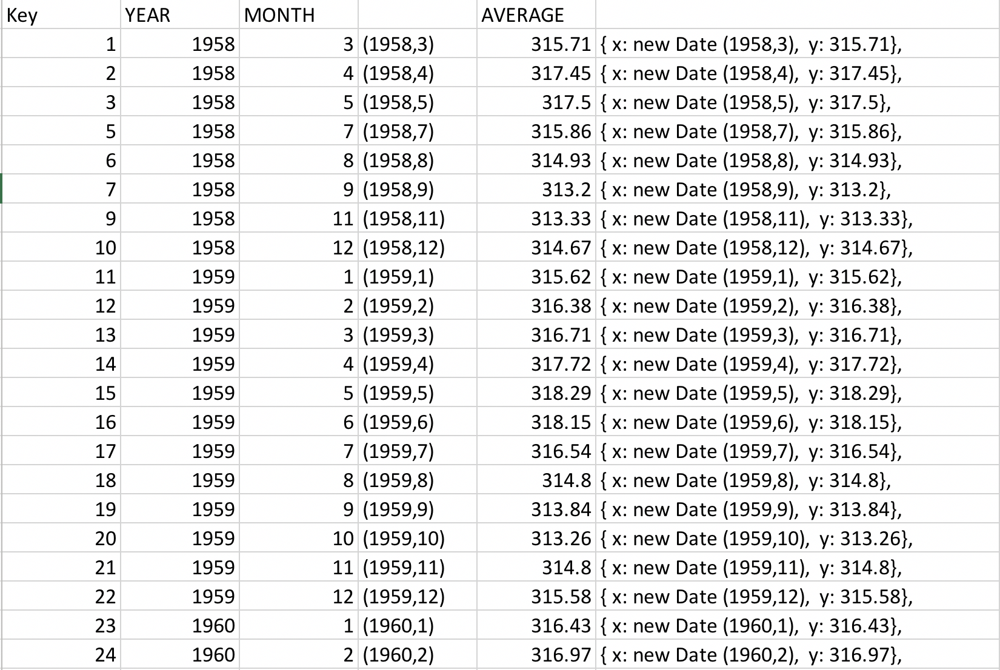 Key YEAR MONTH AVERAGE
1 1958 3 (1958,3) 315.71 { x: new Date (1958,3),  y: 315.71},
2 1958 4 (1958,4) 317.45 { x: new Date (1958,4),  y: 317.45},
3 1958 5 (1958,5) 317.5 { x: new Date (1958,5),  y: 317.5},
5 1958 7 (1958,7) 315.86 { x: new Date (1958,7),  y: 315.86},
6 1958 8 (1958,8) 314.93 { x: new Date (1958,8),  y: 314.93},
7 1958 9 (1958,9) 313.2 { x: new Date (1958,9),  y: 313.2},
9 1958 11 (1958,11) 313.33 { x: new Date (1958,11),  y: 313.33},
10 1958 12 (1958,12) 314.67 { x: new Date (1958,12),  y: 314.67},
11 1959 1 (1959,1) 315.62 { x: new Date (1959,1),  y: 315.62},
12 1959 2 (1959,2) 316.38 { x: new Date (1959,2),  y: 316.38},
13 1959 3 (1959,3) 316.71 { x: new Date (1959,3),  y: 316.71},
14 1959 4 (1959,4) 317.72 { x: new Date (1959,4),  y: 317.72},
15 1959 5 (1959,5) 318.29 { x: new Date (1959,5),  y: 318.29},
16 1959 6 (1959,6) 318.15 { x: new Date (1959,6),  y: 318.15},
17 1959 7 (1959,7) 316.54 { x: new Date (1959,7),  y: 316.54},
18 1959 8 (1959,8) 314.8 { x: new Date (1959,8),  y: 314.8},
19 1959 9 (1959,9) 313.84 { x: new Date (1959,9),  y: 313.84},
20 1959 10 (1959,10) 313.26 { x: new Date (1959,10),  y: 313.26},
21 1959 11 (1959,11) 314.8 { x: new Date (1959,11),  y: 314.8},
22 1959 12 (1959,12) 315.58 { x: new Date (1959,12),  y: 315.58},
23 1960 1 (1960,1) 316.43 { x: new Date (1960,1),  y: 316.43},
24 1960 2 (1960,2) 316.97 { x: new Date (1960,2),  y: 316.97},